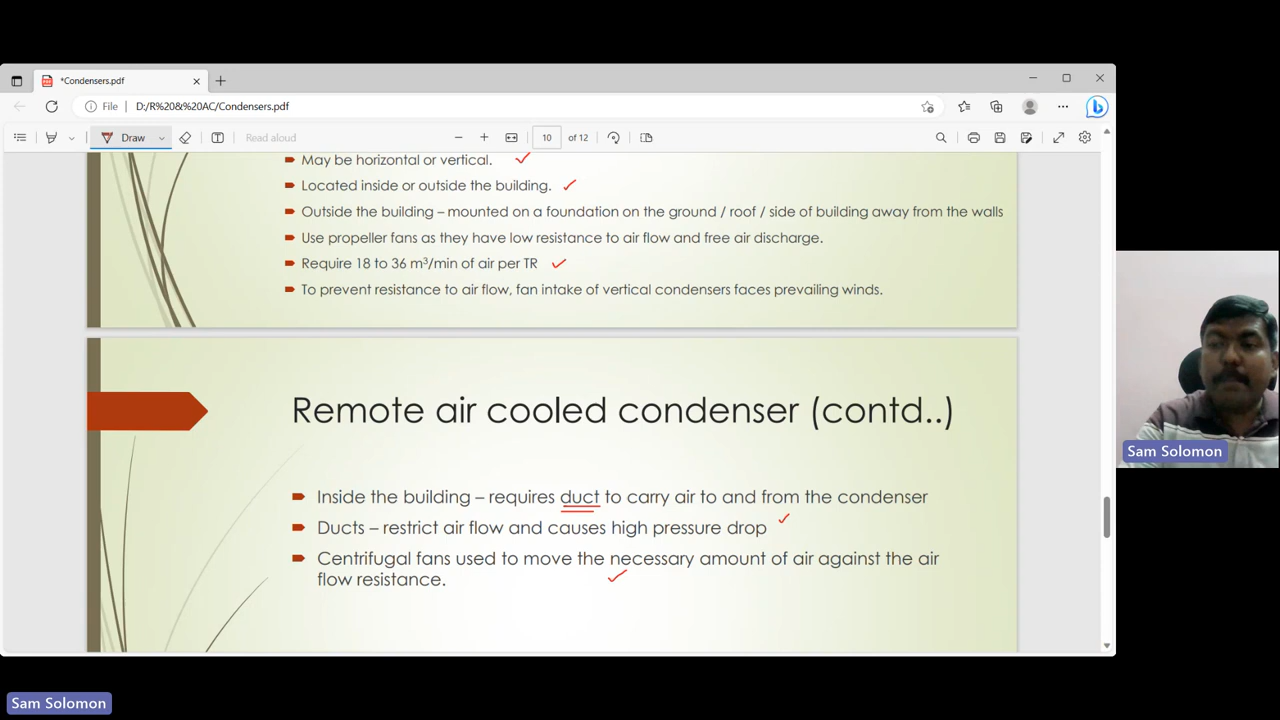 *Condensers.pdf
File
D:/R%20&%20AC/Condensers.pdf
Draw
Read aloud
10 of 12
May be horizontal or vertical.
Located inside or outside the building.
Outside the building – mounted on a foundation on the ground / roof / side of building away from the walls
Use propeller fans as they have low resistance to air flow and free air discharge.
Require 18 to 36 m³/min of air per TR
To prevent resistance to air flow, fan intake of vertical condensers faces prevailing winds.
Remote air cooled condenser (contd..)
Inside the building – requires duct to carry air to and from the condenser
Ducts – restrict air flow and causes high pressure drop
Centrifugal fans used to move the necessary amount of air against the air
flow resistance.
Sam Solomon
Sam Solomon